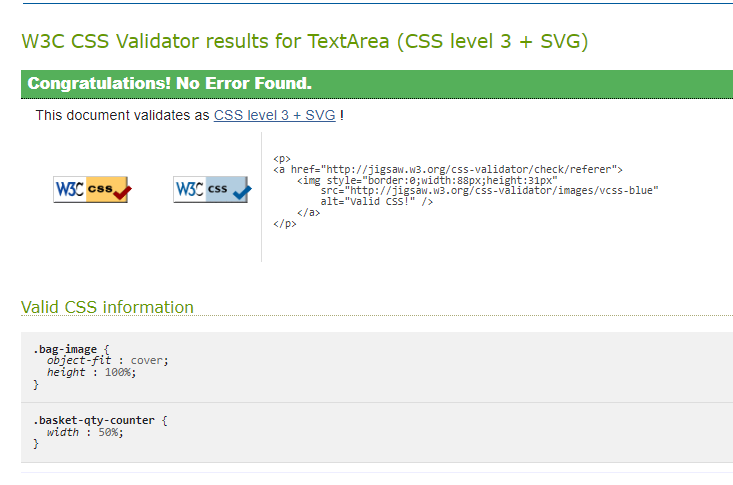 W3C CSS Validator results for TextArea (CSS level 3 + SVG)
Congratulations! No Error Found.
This document validates as CSS level 3 + SVG !
W3C css
W3C css
<p>
<a href="http://jigsaw.w3.org/css-validator/check/referer">
<img style="border:0;width:88px;height:31px"
src="http://jigsaw.w3.org/css-validator/images/vcss-blue"
alt="Valid CSS!" />
</a>
</p>
Valid CSS information
.bag-image {
object-fit : cover;
height : 100%;
}
.basket-qty-counter {
width : 50%;
}